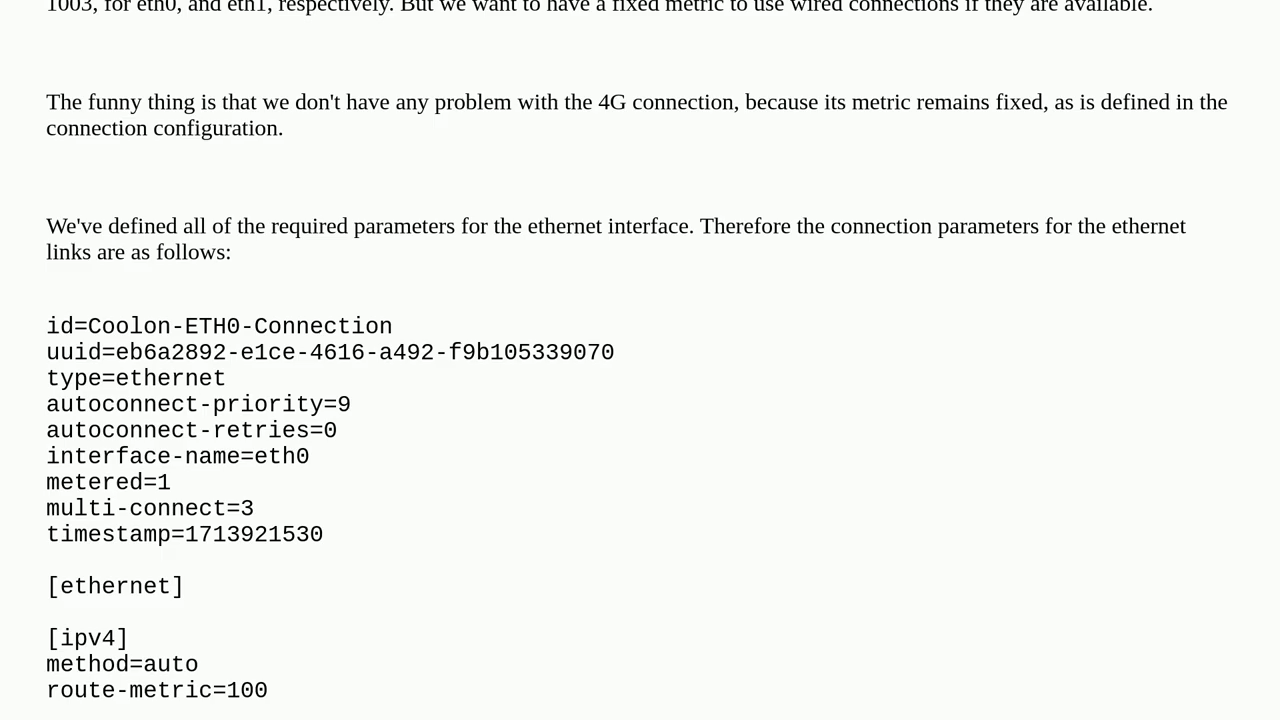 1003, for eth0, and eth1, respectively. But we want to have a fixed metric to use wired connections if they are available.
The funny thing is that we don't have any problem with the 4G connection, because its metric remains fixed, as is defined in the
connection configuration.
We've defined all of the required parameters for the ethernet interface. Therefore the connection parameters for the ethernet
links are as follows:
id=Coolon-ETH0-Connection
uuid=eb6a2892-e1ce-4616-a492-f9b105339070
type=ethernet
autoconnect-priority=9
autoconnect-retries=0
interface-name=eth0
metered=1
multi-connect=3
timestamp=1713921530
[ethernet]
[ipv4]
method=auto
route-metric=100